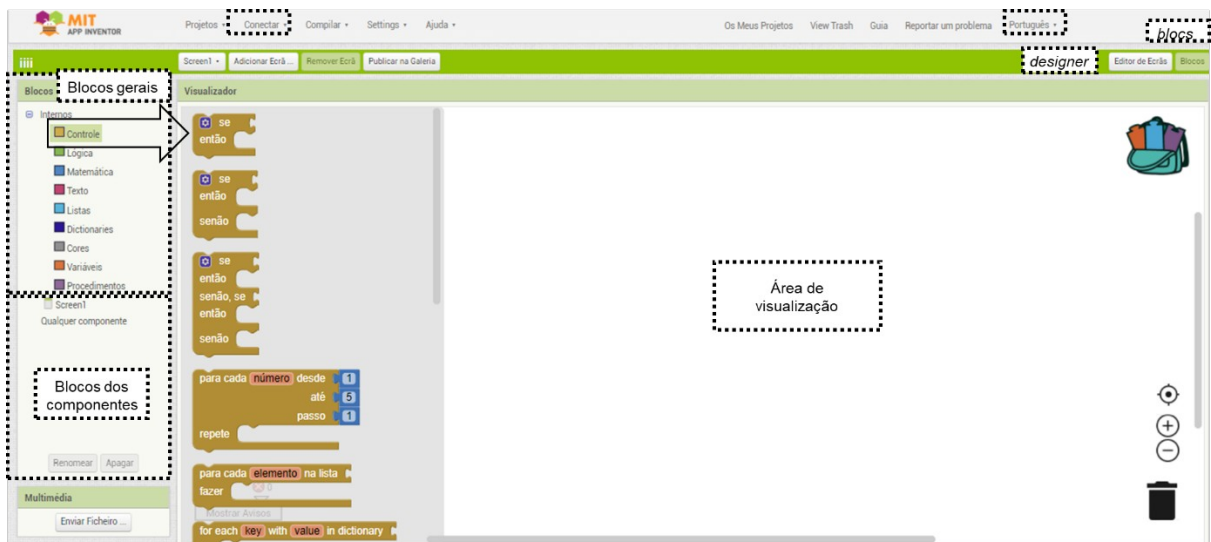 MIT
APP INVENTOR
Projetos Conectar Compilar Settings Ajuda
Os Meus Projetos View Trash Guia Reportar um problema Português
blocs
iiii
Screen1 Adicionar Ecrã ... Remover Ecrã Publicar na Galeria
designer
Editor de Ecrãs Blocos
Blocos
Blocos gerais
Visualizador
Internos
Controle
Lógica
Matemática
Texto
Listas
Dictionaries
Cores
Variáveis
Procedimentos
Screen1
Qualquer componente
Blocos dos
componentes
Renomear Apagar
Multimédia
Enviar Ficheiro ...
se
então
se
então
senão
se
então
senão, se
então
senão
para cada número desde 1
até 5
passo 1
repete
para cada elemento na lista
fazer
0
Mostrar Avisos
for each key with value in dictionary
Área de
visualização